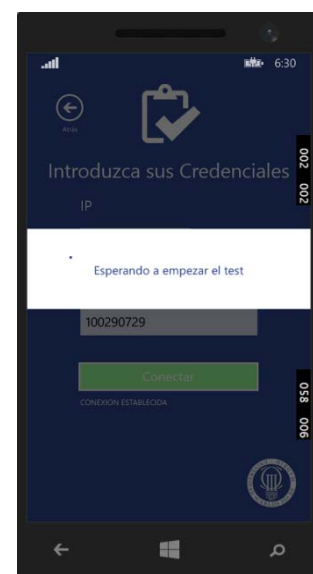 6:30
Atrás
Introduzca sus Credenciales
IP
Esperando a empezar el test
100290729
Conectar
CONEXION ESTABLECIDA
002 002
058 006